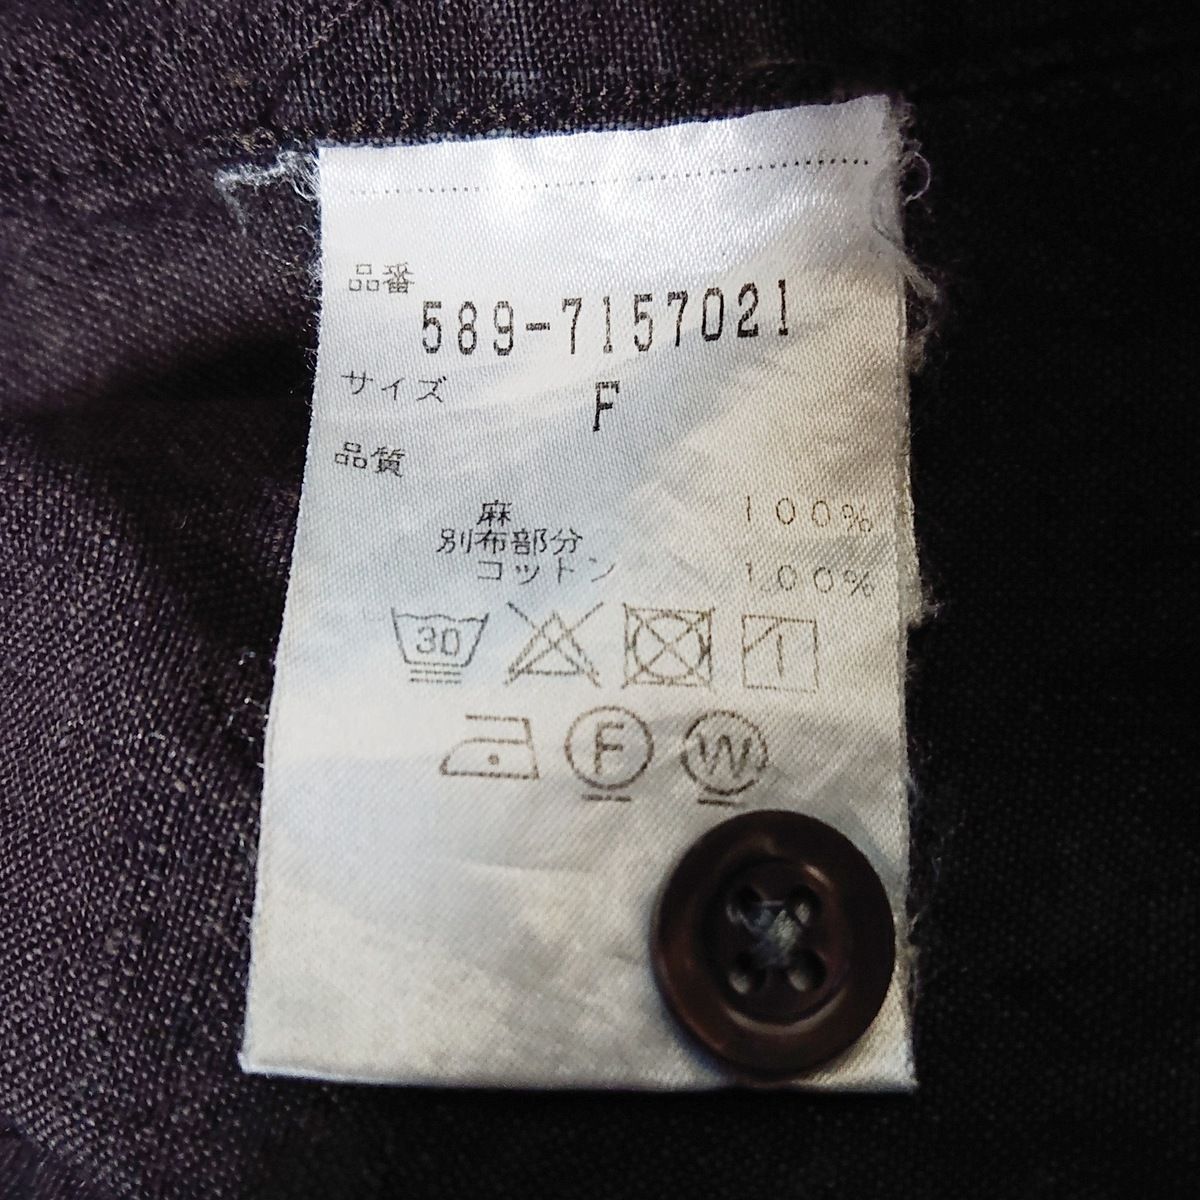 品番
589-7157021
サイズ F
品質
麻 100%
別布部分
コットン 100%
30
F W